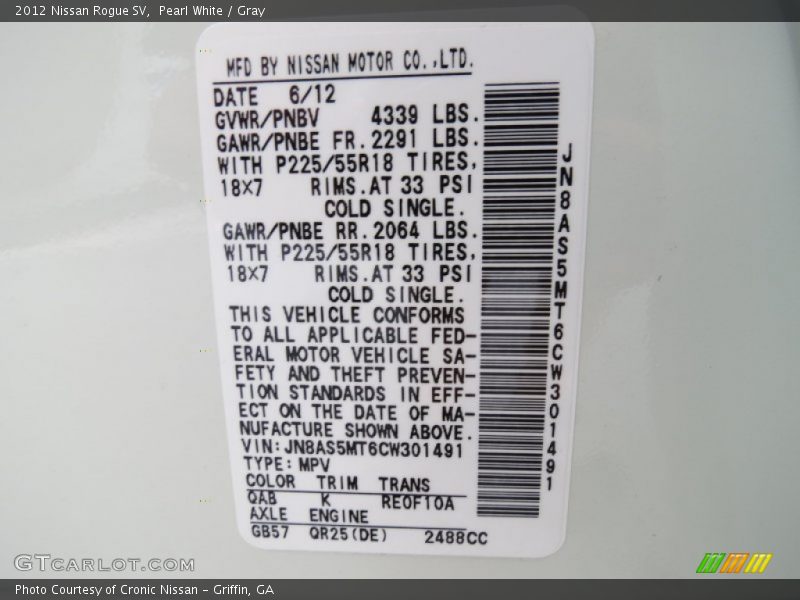 2012 Nissan Rogue SV, Pearl White / Gray
MFD BY NISSAN MOTOR CO.,LTD.
DATE 6/12
GVWR/PNBV 4339 LBS.
GAWR/PNBE FR. 2291 LBS.
WITH P225/55R18 TIRES,
18X7 RIMS. AT 33 PSI
COLD SINGLE.
GAWR/PNBE RR. 2064 LBS.
WITH P225/55R18 TIRES,
18X7 RIMS. AT 33 PSI
COLD SINGLE.
THIS VEHICLE CONFORMS
TO ALL APPLICABLE FED-
ERAL MOTOR VEHICLE SA-
FETY AND THEFT PREVEN-
TION STANDARDS IN EFF-
ECT ON THE DATE OF MA-
NUFACTURE SHOWN ABOVE.
VIN:JN8AS5MT6CW301491
TYPE:MPV
COLOR TRIM TRANS
QAB K RE0F10A
AXLE ENGINE
GB57 QR25(DE) 2488CC
JN8AS5MT6CW301491
GTCARLOT.COM
Photo Courtesy of Cronic Nissan - Griffin, GA